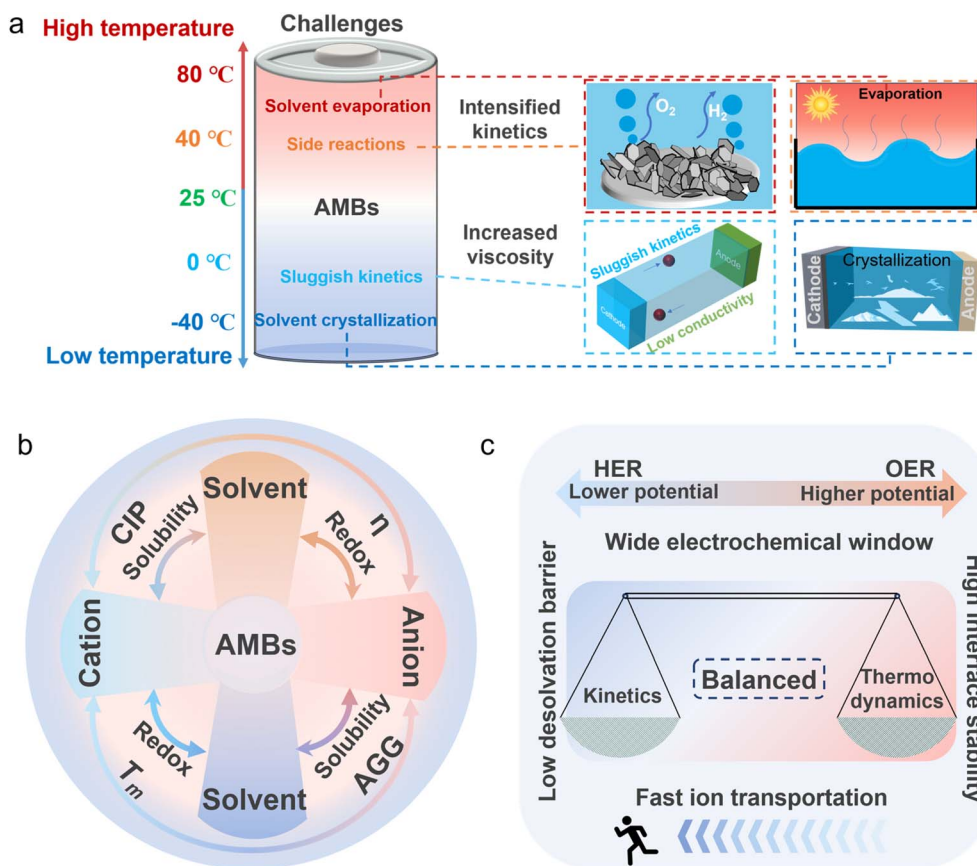 a
High temperature
80 ℃
40 ℃
25 ℃
0 ℃
-40 ℃
Low temperature
Challenges
Solvent evaporation
Side reactions
AMBs
Sluggish kinetics
Solvent crystallization
Intensified
kinetics
Increased
viscosity
O2
H2
Evaporation
Sluggish kinetics
Anode
Cathode
Low conductivity
Crystallization
Cathode
Anode
b
Solvent
CIP
Solubility
η
Redox
Cation
AMBs
Anion
Redox
Tm
Solubility
AGG
Solvent
c
HER
OER
Lower potential
Higher potential
Wide electrochemical window
Low desolvation barrier
High interface stability
Kinetics
Balanced
Thermo
dynamics
Fast ion transportation